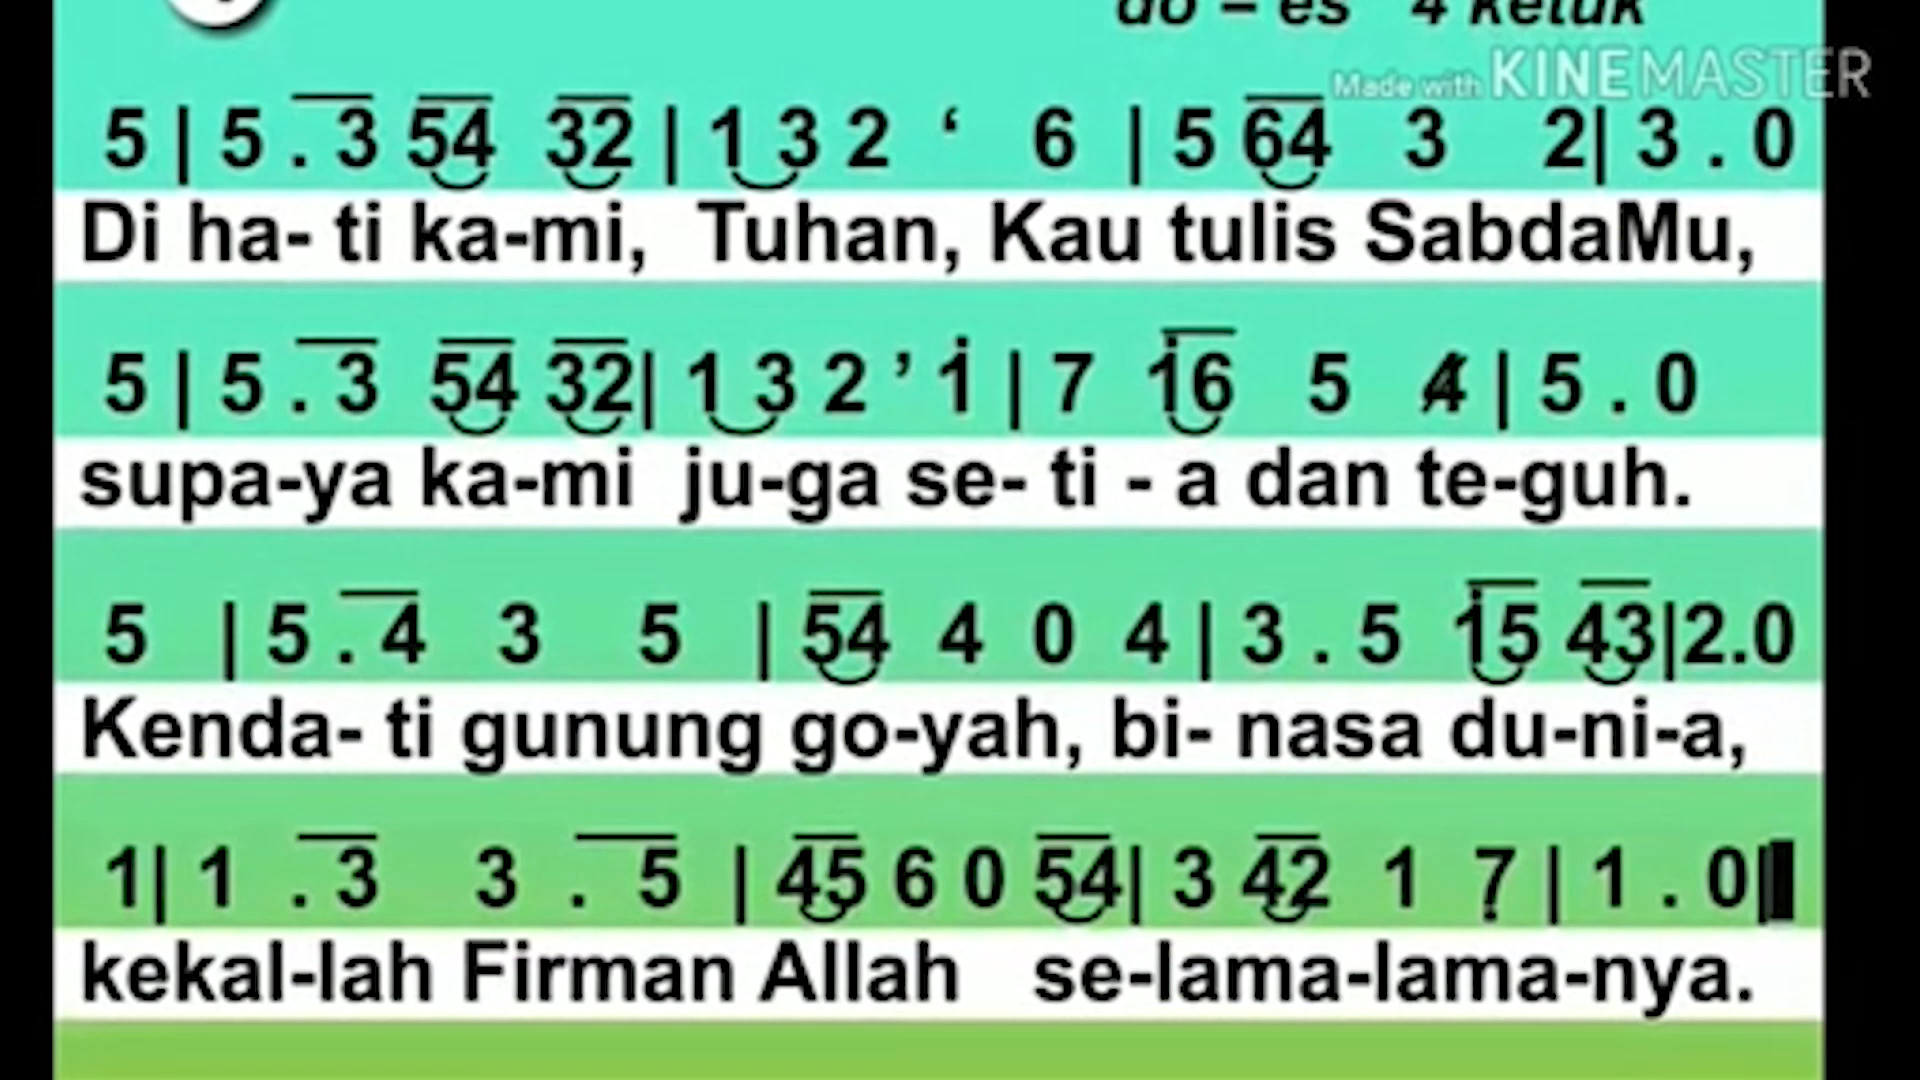 do = es 4 ketuk
Made with KINEMASTER
5 | 5 . 3 54 32 | 1 3 2 ‘ 6 | 5 64 3 2 | 3 . 0
Di ha- ti ka-mi, Tuhan, Kau tulis SabdaMu,
5 | 5 . 3 54 32 | 1 3 2 ’ 1̇ | 7 1̇6 5 4̸ | 5 . 0
supa-ya ka-mi ju-ga se- ti - a dan te-guh.
5 | 5 . 4 3 5 | 54 4 0 4 | 3 . 5 1̇5 43 | 2.0
Kenda- ti gunung go-yah, bi- nasa du-ni-a,
1 | 1 . 3 3 . 5 | 45 6 0 54 | 3 42 1 7̣ | 1 . 0 ||
kekal-lah Firman Allah se-lama-lama-nya.